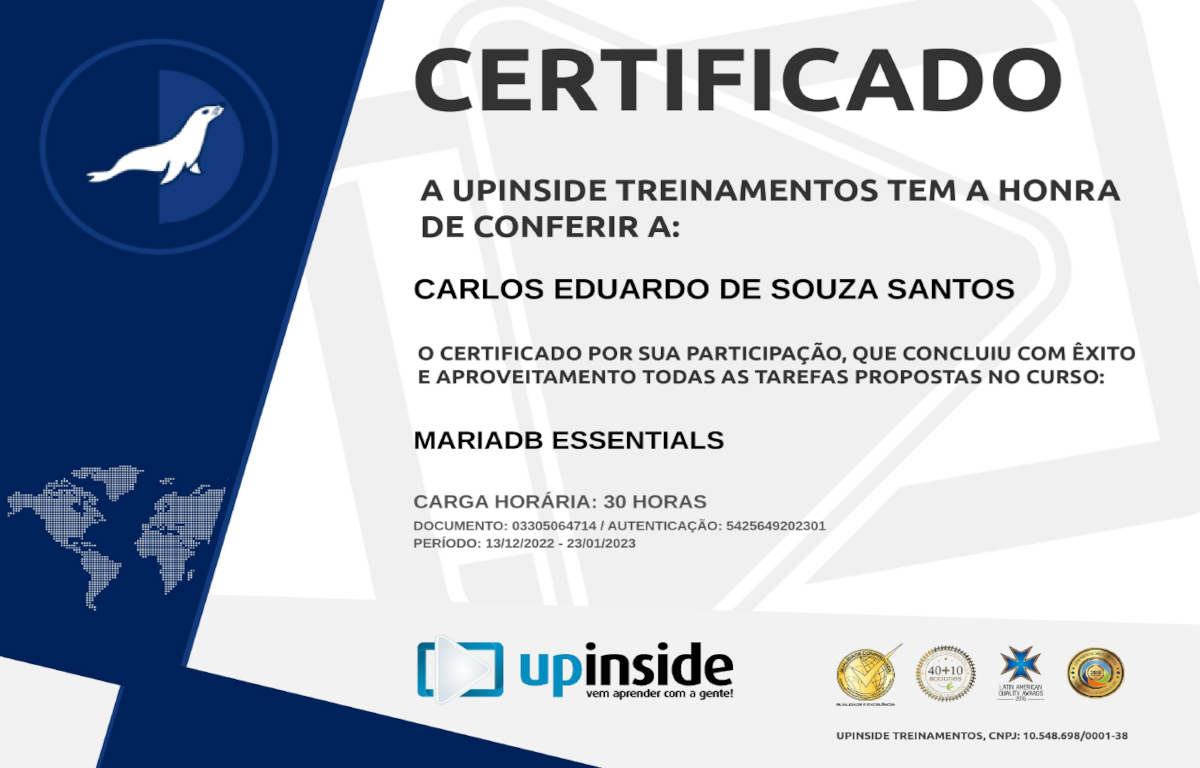 CERTIFICADO
A UPINSIDE TREINAMENTOS TEM A HONRA
DE CONFERIR A:
CARLOS EDUARDO DE SOUZA SANTOS
O CERTIFICADO POR SUA PARTICIPAÇÃO, QUE CONCLUIU COM ÊXITO
E APROVEITAMENTO TODAS AS TAREFAS PROPOSTAS NO CURSO:
MARIADB ESSENTIALS
CARGA HORÁRIA: 30 HORAS
DOCUMENTO: 03305064714 / AUTENTICAÇÃO: 5425649202301
PERÍODO: 13/12/2022 - 23/01/2023
upinside
vem aprender com a gente!
QUALIDADE E EXCELÊNCIA
40+10
acciones
LATIN AMERICAN
QUALITY AWARDS
UPINSIDE TREINAMENTOS, CNPJ: 10.548.698/0001-38